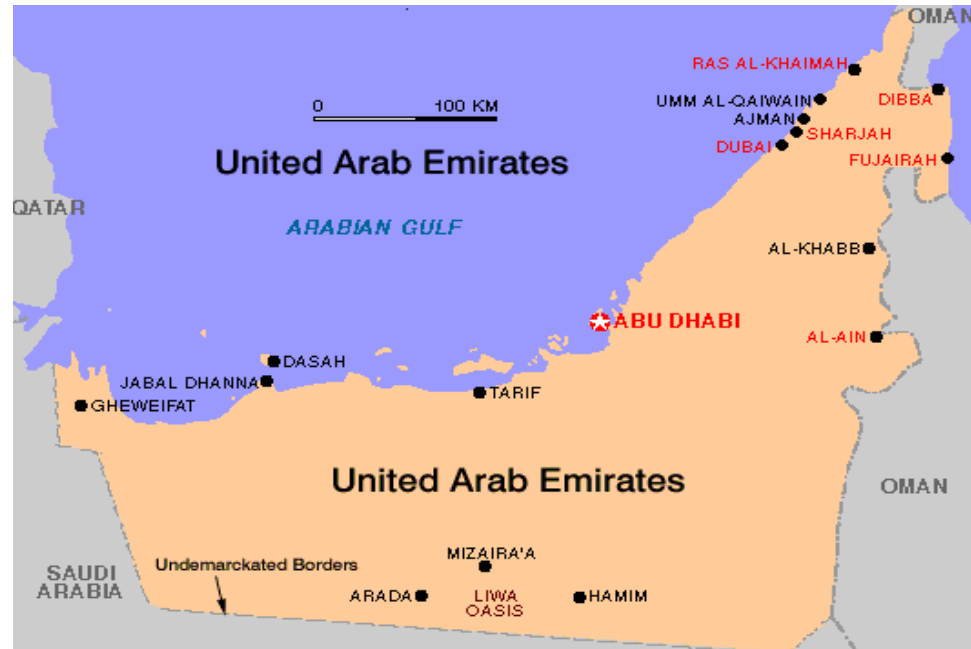 OMAN
RAS AL-KHAIMAH
UMM AL-QAIWAIN
DIBBA
0 100 KM
AJMAN
SHARJAH
DUBAI
United Arab Emirates
FUJAIRAH
QATAR
ARABIAN GULF
AL-KHABB
ABU DHABI
AL-AIN
DASAH
JABAL DHANNA
TARIF
GHEWEIFAT
United Arab Emirates
OMAN
MIZAIRA'A
Undemarckated Borders
SAUDI
ARABIA
ARADA
LIWA
OASIS
HAMIM